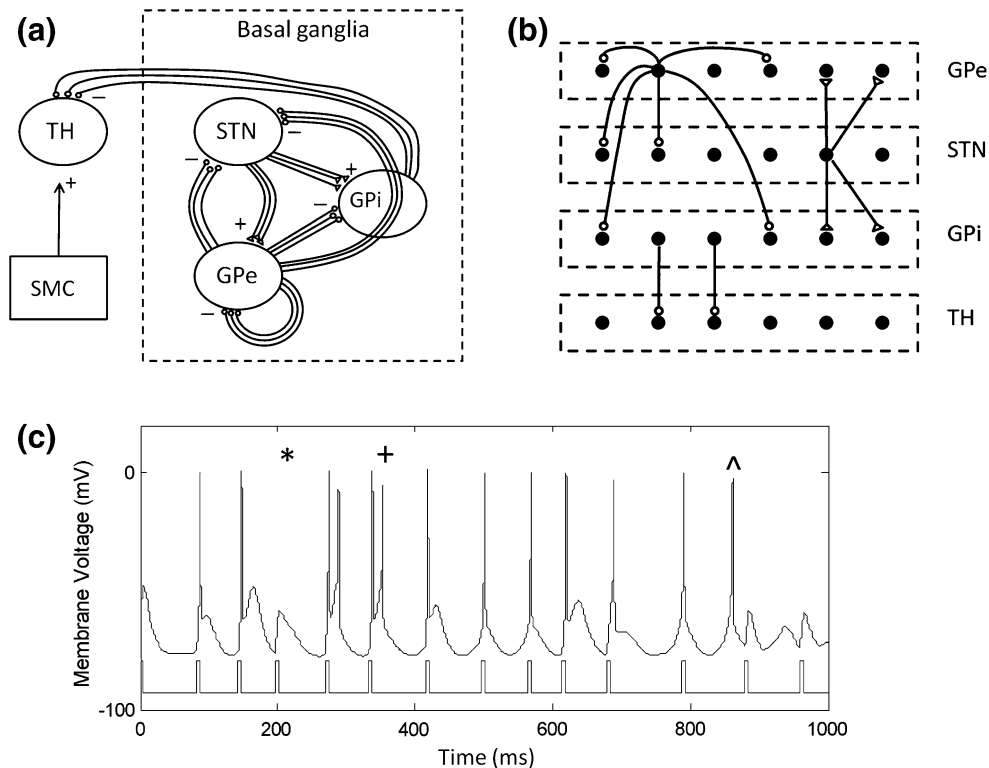 (a)
Basal ganglia
TH
−
+
SMC
STN
−
−
+
+
−
GPi
GPe
−
(b)
GPe
STN
GPi
TH
(c)
Membrane Voltage (mV)
0
-100
*
+
^
0
200
400
600
800
1000
Time (ms)